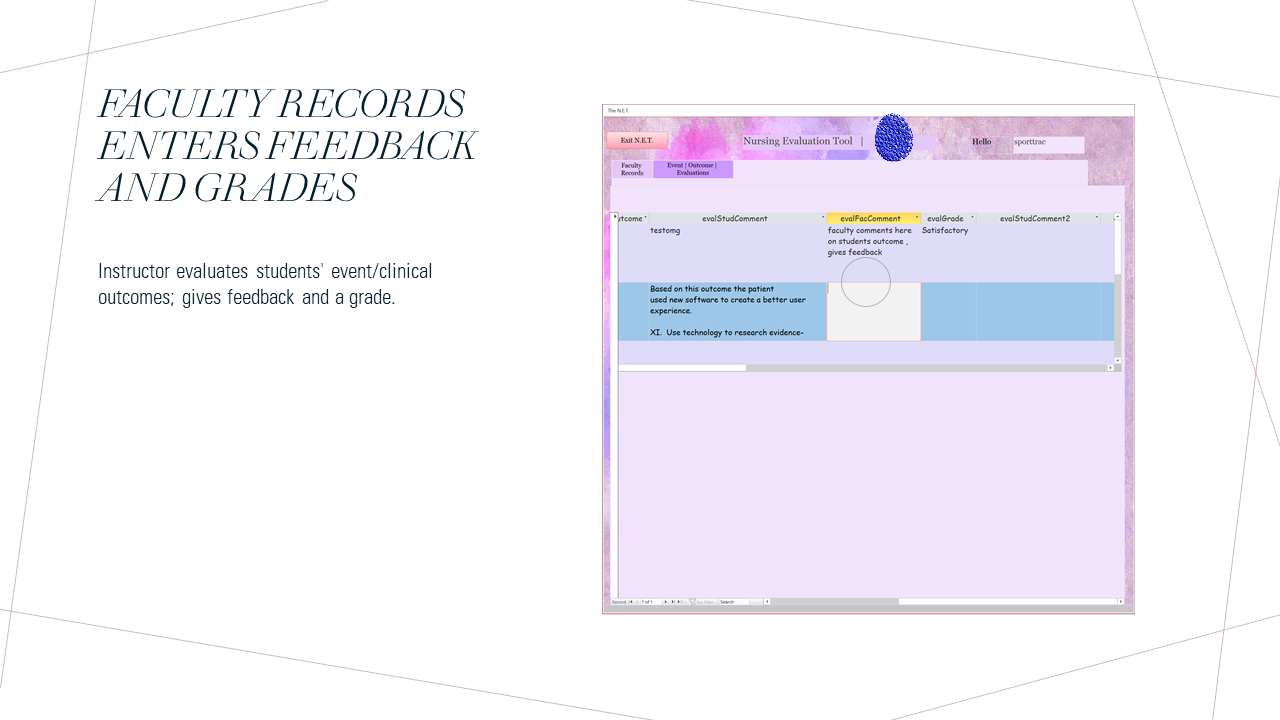 FACULTY RECORDS
ENTERS FEEDBACK
AND GRADES
Instructor evaluates students' event/clinical
outcomes; gives feedback and a grade.
The N.E.T.
Exit N.E.T.
Nursing Evaluation Tool |
Hello
sporttrac
Faculty
Records
Event | Outcome |
Evaluations
utcome
evalStudComment
evalFacComment
evalGrade
evalStudComment2
testomg
faculty comments here
on students outcome ,
gives feedback
Satisfactory
Based on this outcome the patient
used new software to create a better user
experience.
XI. Use technology to research evidence-
Record: 1 of 1
No Filter
Search